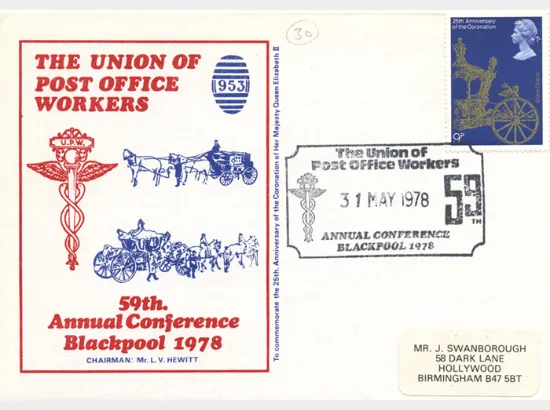 THE UNION OF
POST OFFICE
WORKERS
1953
U.P.W.
59th.
Annual Conference
Blackpool 1978
CHAIRMAN: Mr. L.V. HEWITT
To commemorate the 25th. Anniversary of the Coronation of Her Majesty Queen Elizabeth II
30
25th Anniversary
of the Coronation
9P
The Union of
Post Office Workers
31 MAY 1978
59
TH
ANNUAL CONFERENCE
BLACKPOOL 1978
MR. J. SWANBOROUGH
58 DARK LANE
HOLLYWOOD
BIRMINGHAM B47 5BT